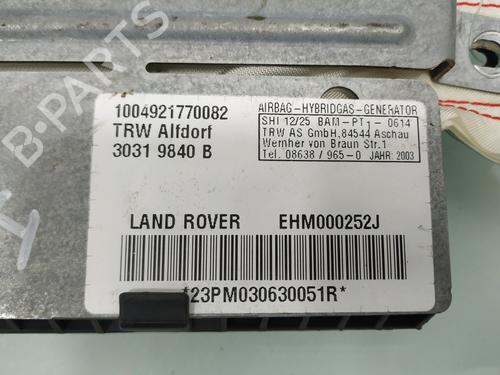 B-PARTS
1004921770082
TRW Alfdorf
3031 9840 B
AIRBAG-HYBRIDGAS-GENERATOR
SHI 12/25 BAM-PT1-0614
TRW AS GmbH,84544 Aschau
Wernher von Braun Str.1
Tel. 08638 / 965-0 JAHR: 2003
LAND ROVER EHM000252J
*23PM030630051R*